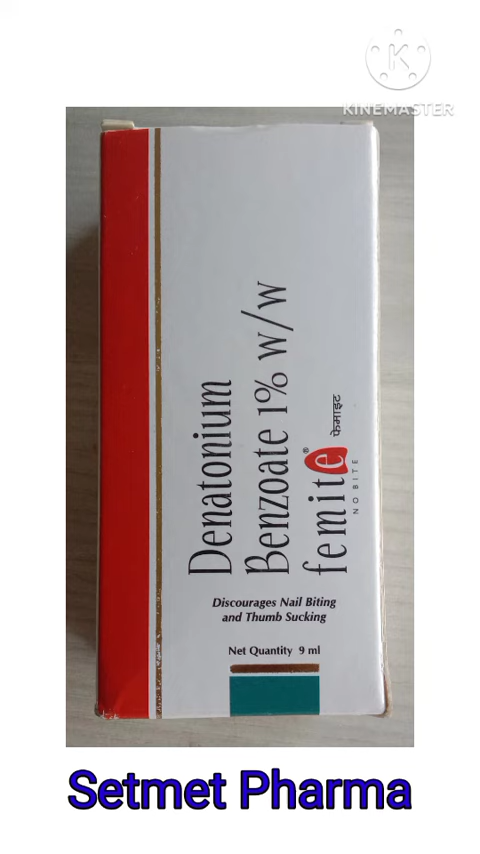 KINEMASTER
Denatonium
Benzoate 1% w/w
femite® फेमाइट
NO BITE
Discourages Nail Biting
and Thumb Sucking
Net Quantity 9 ml
Setmet Pharma